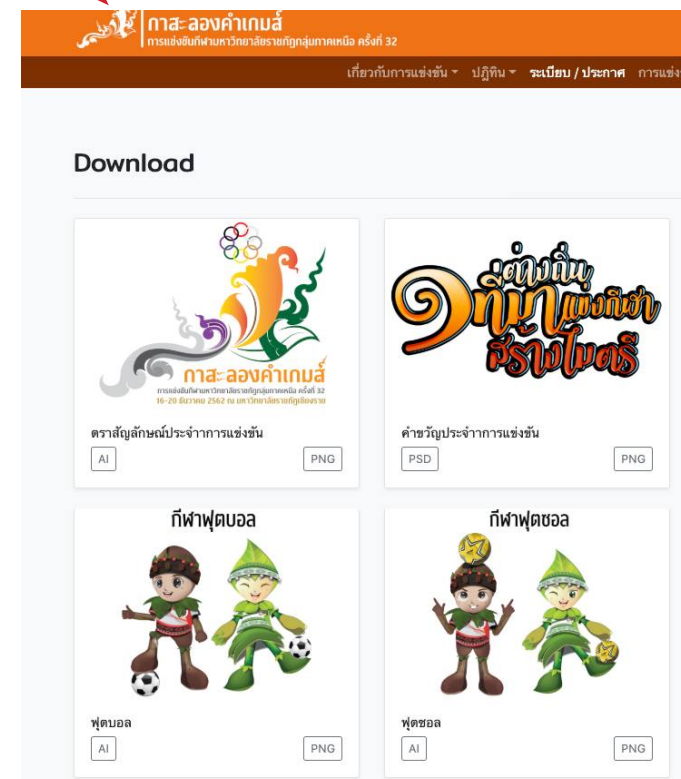 กาสะลองคำเกมส์
การแข่งขันกีฬามหาวิทยาลัยราชภัฏกลุ่มภาคเหนือ ครั้งที่ 32
เกี่ยวกับการแข่งขัน ปฏิทิน ระเบียบ / ประกาศ การแข่ง
Download
กาสะลองคำเกมส์
การแข่งขันกีฬามหาวิทยาลัยราชภัฏกลุ่มภาคเหนือ ครั้งที่ 32
16-20 ธันวาคม 2562 ณ มหาวิทยาลัยราชภัฏเชียงราย
ตราสัญลักษณ์ประจำการแข่งขัน
AI PNG
ต่างถิ่น
๑ ที่มา แข่งกีฬา
สร้างไมตรี
คำขวัญประจำการแข่งขัน
PSD PNG
กีฬาฟุตบอล
ฟุตบอล
AI PNG
กีฬาฟุตซอล
ฟุตซอล
AI PNG